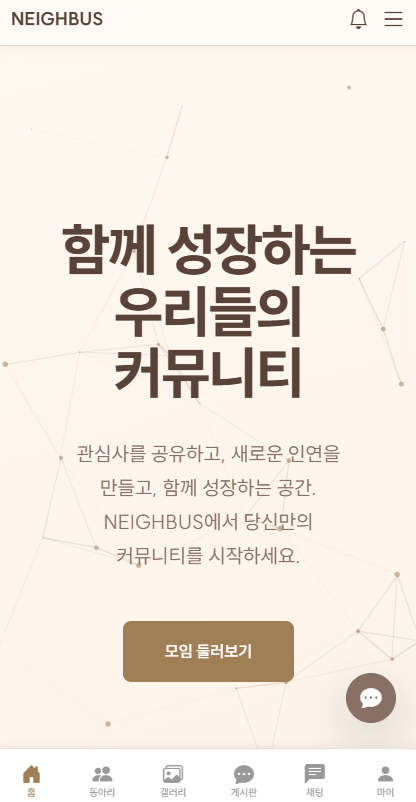 NEIGHBUS
함께 성장하는
우리들의
커뮤니티
관심사를 공유하고, 새로운 인연을
만들고, 함께 성장하는 공간.
NEIGHBUS에서 당신만의
커뮤니티를 시작하세요.
모임 둘러보기
홈 동아리 갤러리 게시판 채팅 마이